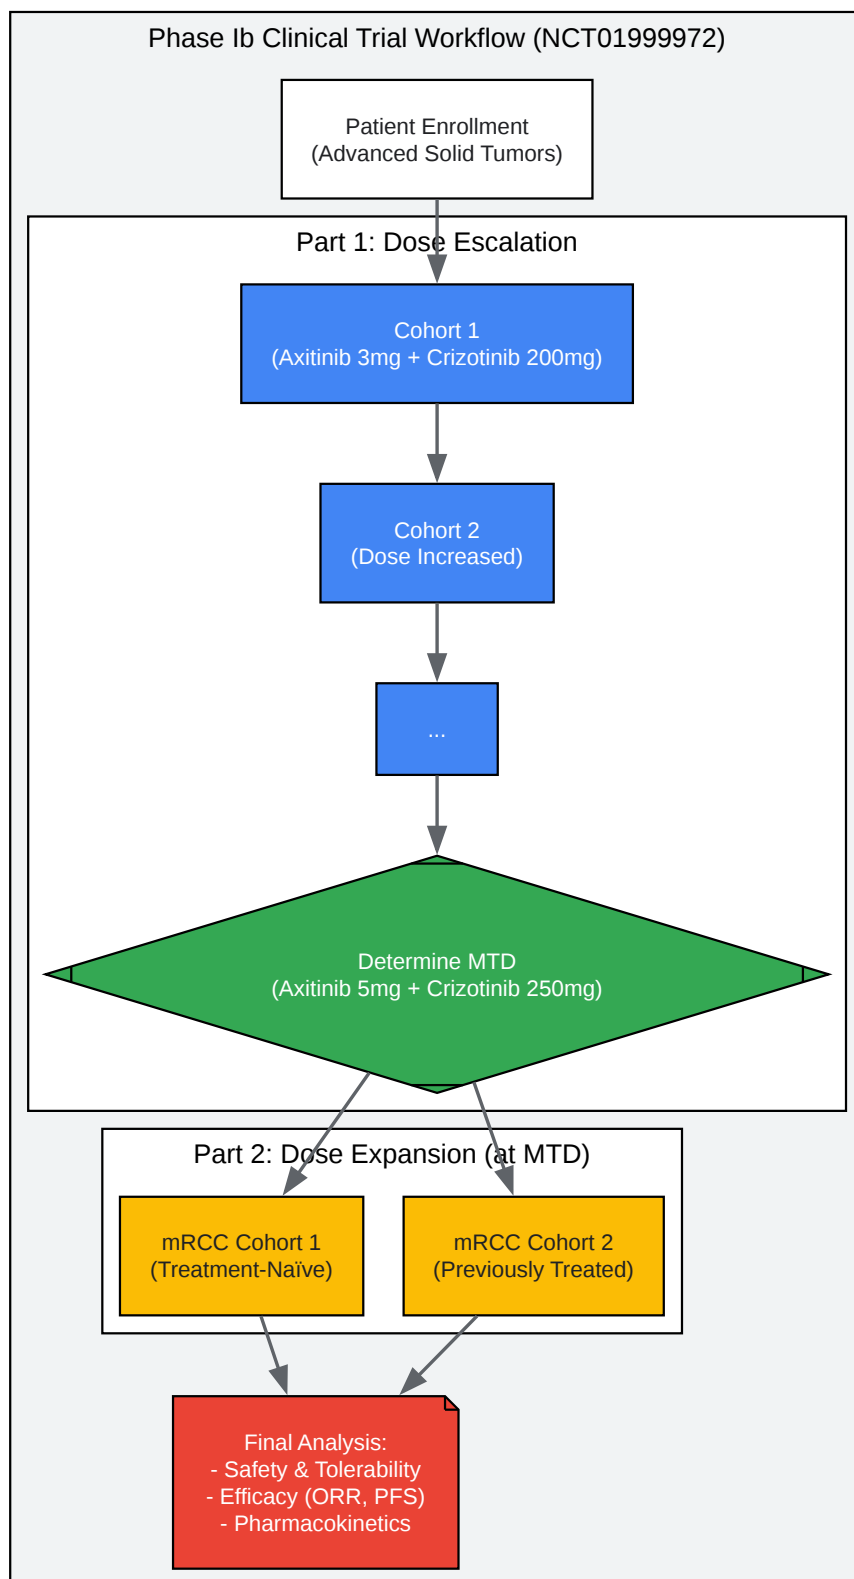 Phase Ib Clinical Trial Workflow (NCT01999972)
Patient Enrollment
(Advanced Solid Tumors)
Part 1: Dose Escalation
Cohort 1
(Axitinib 3mg + Crizotinib 200mg)
Cohort 2
(Dose Increased)
...
Determine MTD
(Axitinib 5mg + Crizotinib 250mg)
Part 2: Dose Expansion (at MTD)
mRCC Cohort 1
(Treatment-Naïve)
mRCC Cohort 2
(Previously Treated)
Final Analysis:
- Safety & Tolerability
- Efficacy (ORR, PFS)
- Pharmacokinetics